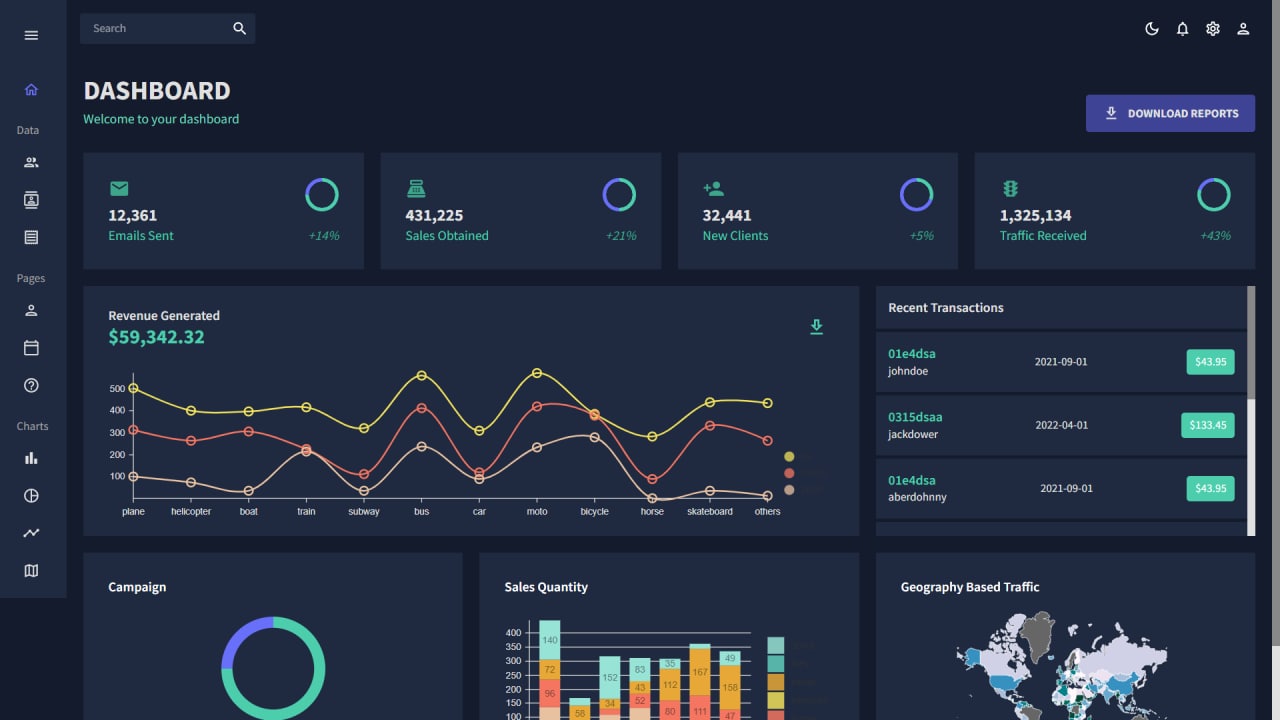 Search
DASHBOARD
Welcome to your dashboard
DOWNLOAD REPORTS
Data
Pages
Charts
12,361
Emails Sent
+14%
431,225
Sales Obtained
+21%
32,441
New Clients
+5%
1,325,134
Traffic Received
+43%
Revenue Generated
$59,342.32
500
400
300
200
100
plane helicopter boat train subway bus car moto bicycle horse skateboard others
Recent Transactions
01e4dsa
johndoe
2021-09-01
$43.95
0315dsaa
jackdower
2022-04-01
$133.45
01e4dsa
aberdohnny
2021-09-01
$43.95
Campaign
Sales Quantity
400
350
300
250
200
150
100
140
72
96
58
152
34
83
43
52
35
112
80
167
111
49
158
47
Geography Based Traffic